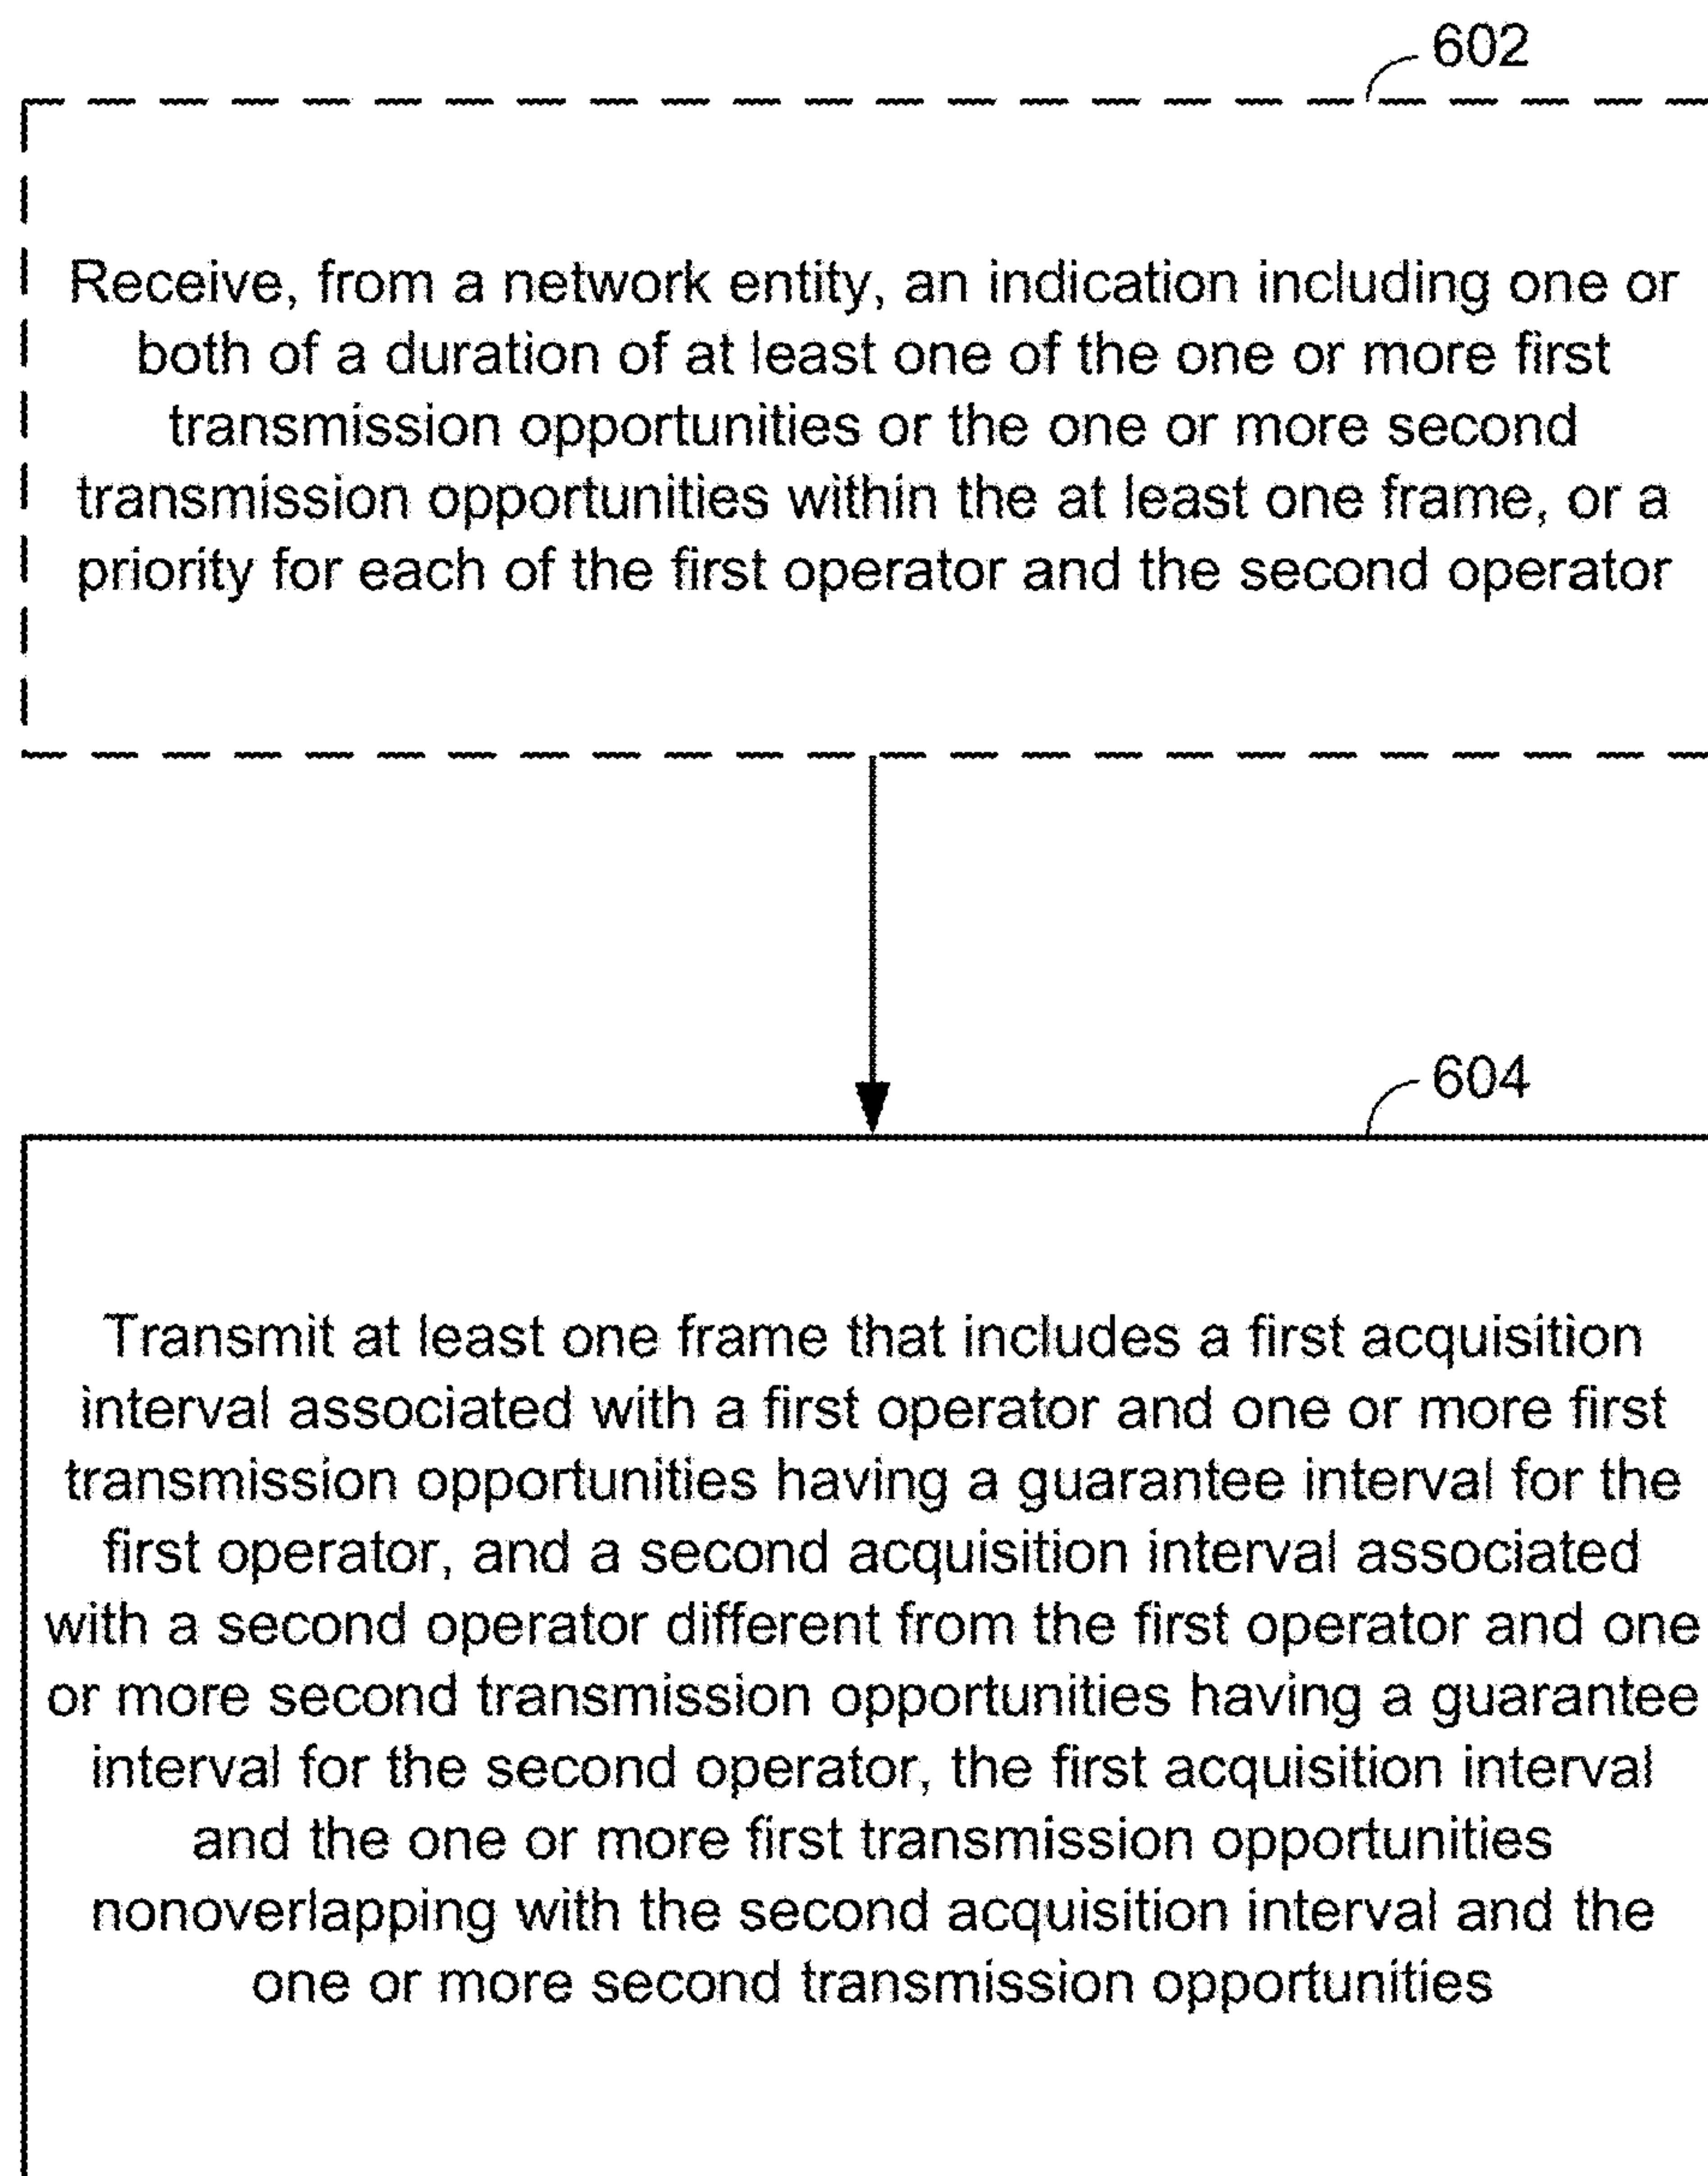 602
Receive, from a network entity, an indication including one or
both of a duration of at least one of the one or more first
transmission opportunities or the one or more second
transmission opportunities within the at least one frame, or a
priority for each of the first operator and the second operator
604
Transmit at least one frame that includes a first acquisition
interval associated with a first operator and one or more first
transmission opportunities having a guarantee interval for the
first operator, and a second acquisition interval associated
with a second operator different from the first operator and one
or more second transmission opportunities having a guarantee
interval for the second operator, the first acquisition interval
and the one or more first transmission opportunities
nonoverlapping with the second acquisition interval and the
one or more second transmission opportunities